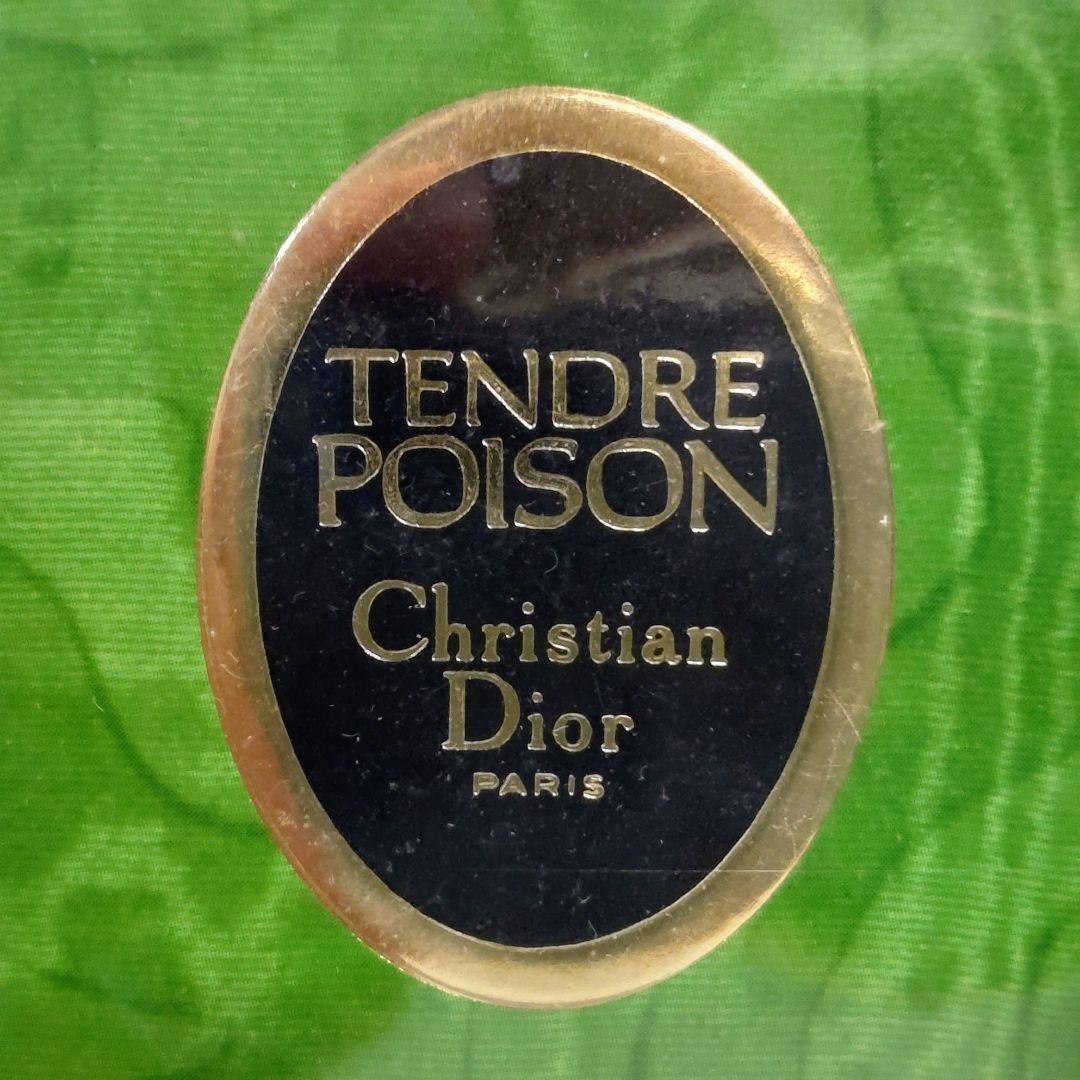 TENDRE
POISON
Christian
Dior
PARIS